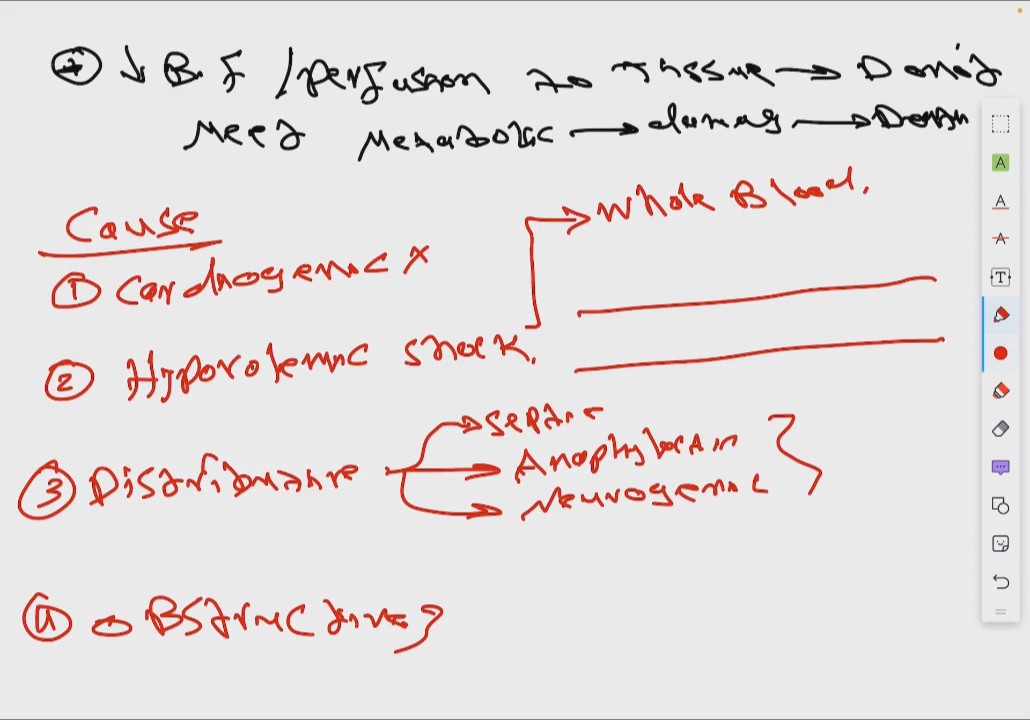 ↓ B.F /perfusion to Tissue → Don't
Meet Metabolic → → Death
Cause
① Cardiogenic x
→ Whole Blood.
② Hypovolemic shock.
③ Distributive → Septic
→ Anaphylaxis
→ Neurogenic
④ Obstructive